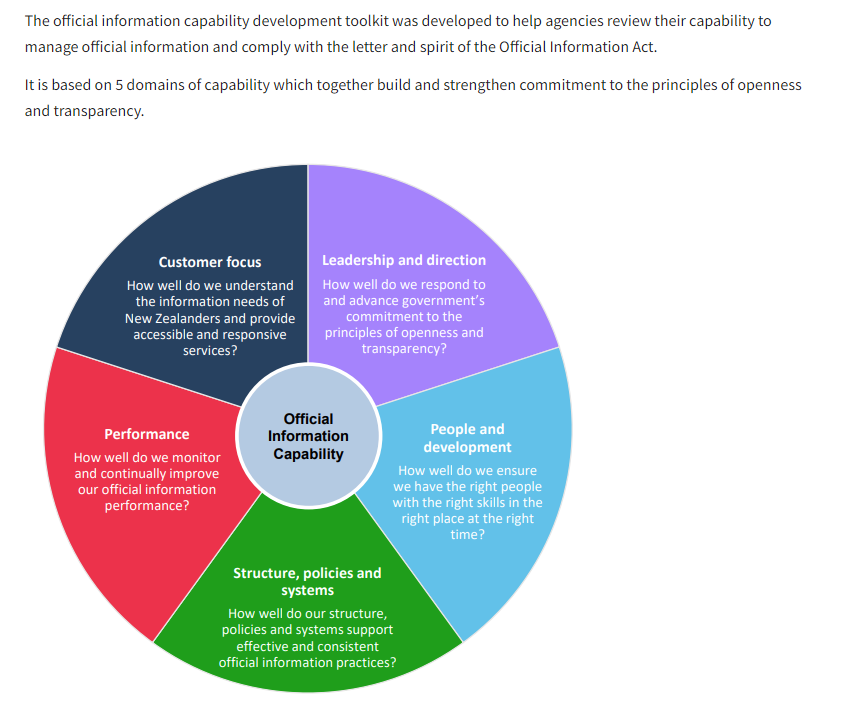 The official information capability development toolkit was developed to help agencies review their capability to
manage official information and comply with the letter and spirit of the Official Information Act.
It is based on 5 domains of capability which together build and strengthen commitment to the principles of openness
and transparency.
Customer focus
How well do we understand
the information needs of
New Zealanders and provide
accessible and responsive
services?
Leadership and direction
How well do we respond to
and advance government's
commitment to the
principles of openness and
transparency?
Performance
How well do we monitor
and continually improve
our official information
performance?
Official
Information
Capability
People and
development
How well do we ensure
we have the right people
with the right skills in the
right place at the right
time?
Structure, policies and
systems
How well do our structure,
policies and systems support
effective and consistent
official information practices?